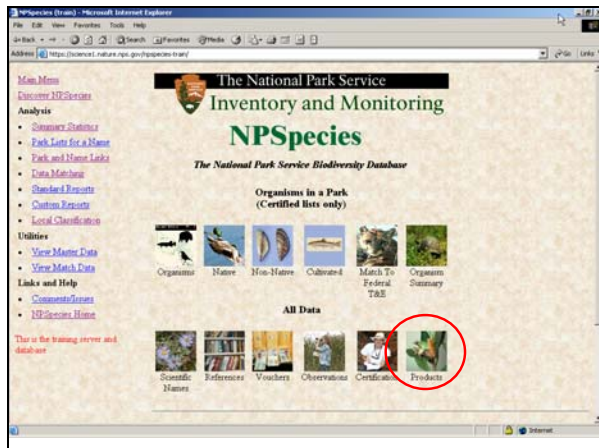 NPSpecies (train) - Microsoft Internet Explorer
File Edit View Favorites Tools Help
Back Search Favorites Media
Address https://science1.nature.nps.gov/npspecies-train/ Go Links
Main Menu
Discover NPSpecies
Analysis
Summary Statistics
Park Lists for a Name
Park and Name Links
Data Matching
Standard Reports
Custom Reports
Local Classification
Utilities
View Master Data
View Match Data
Links and Help
Comments/Issues
NPSpecies Home
This is the training server and
database
The National Park Service
Inventory and Monitoring
NPSpecies
The National Park Service Biodiversity Database
Organisms in a Park
(Certified lists only)
Organisms Native Non-Native Cultivated Match To Organism
Federal Summary
T&E
All Data
Scientific References Vouchers Observations Certification Products
Names
Internet